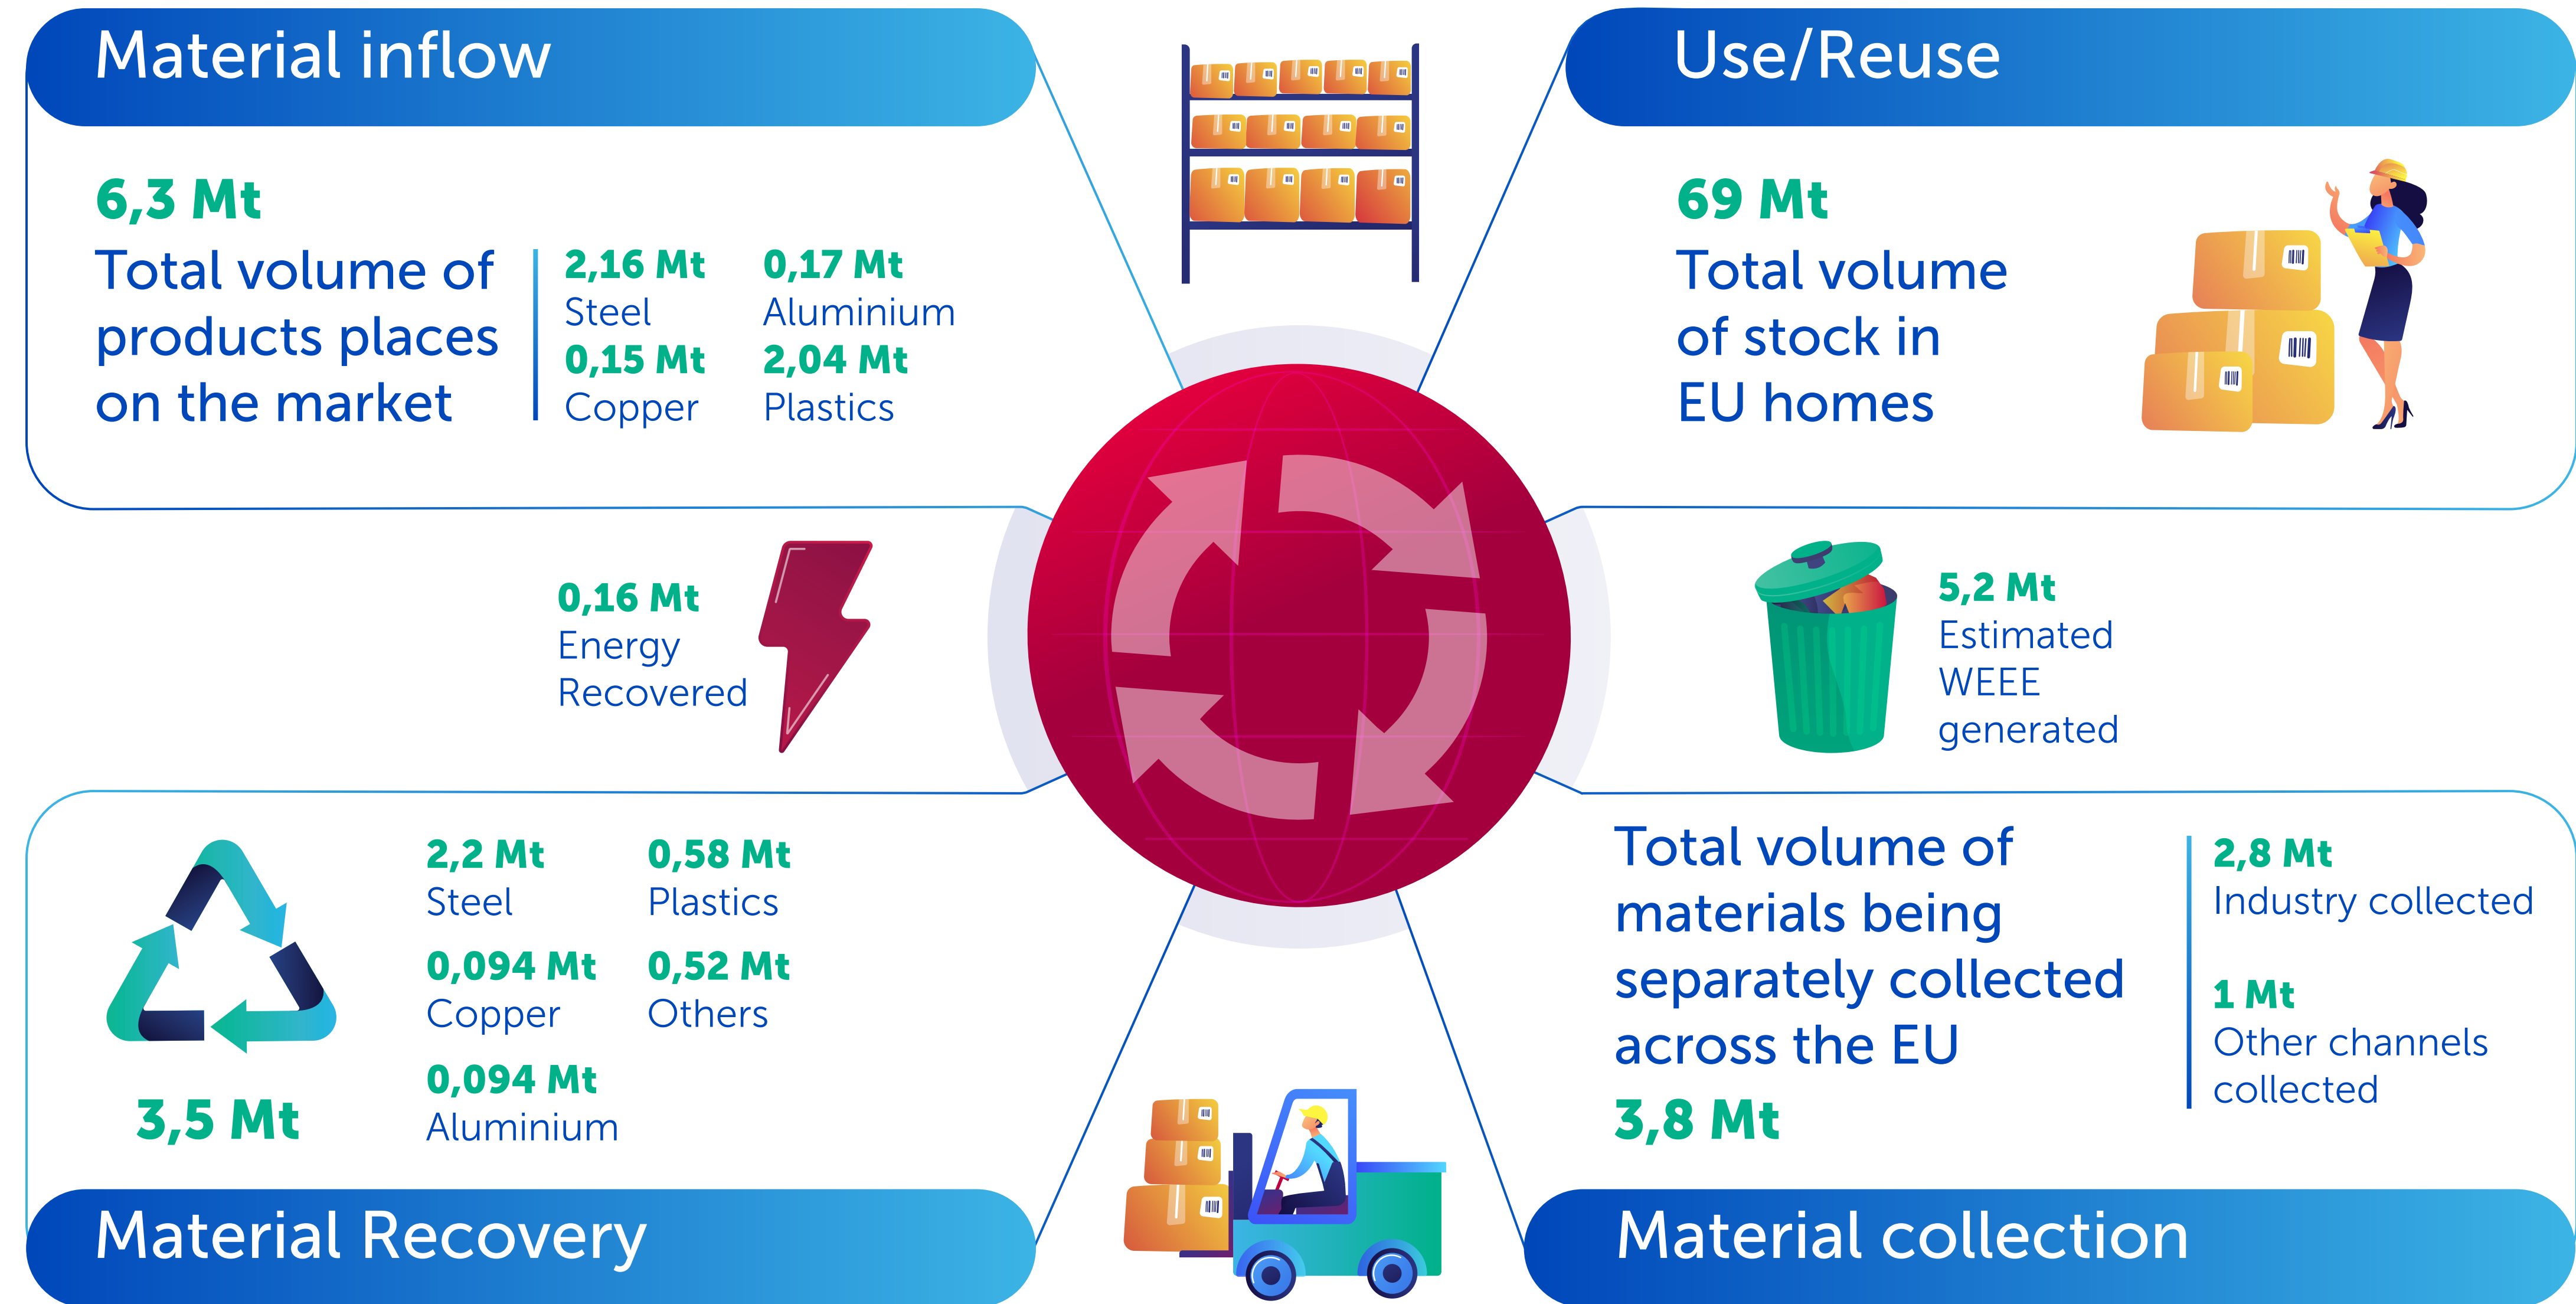 Material inflow
6,3 Mt
Total volume of
products places
on the market
2,16 Mt
Steel
0,15 Mt
Copper
0,17 Mt
Aluminium
2,04 Mt
Plastics
Use/Reuse
69 Mt
Total volume
of stock in
EU homes
0,16 Mt
Energy
Recovered
5,2 Mt
Estimated
WEEE
generated
3,5 Mt
2,2 Mt
Steel
0,094 Mt
Copper
0,094 Mt
Aluminium
0,58 Mt
Plastics
0,52 Mt
Others
Material Recovery
Total volume of
materials being
separately collected
across the EU
3,8 Mt
2,8 Mt
Industry collected
1 Mt
Other channels
collected
Material collection